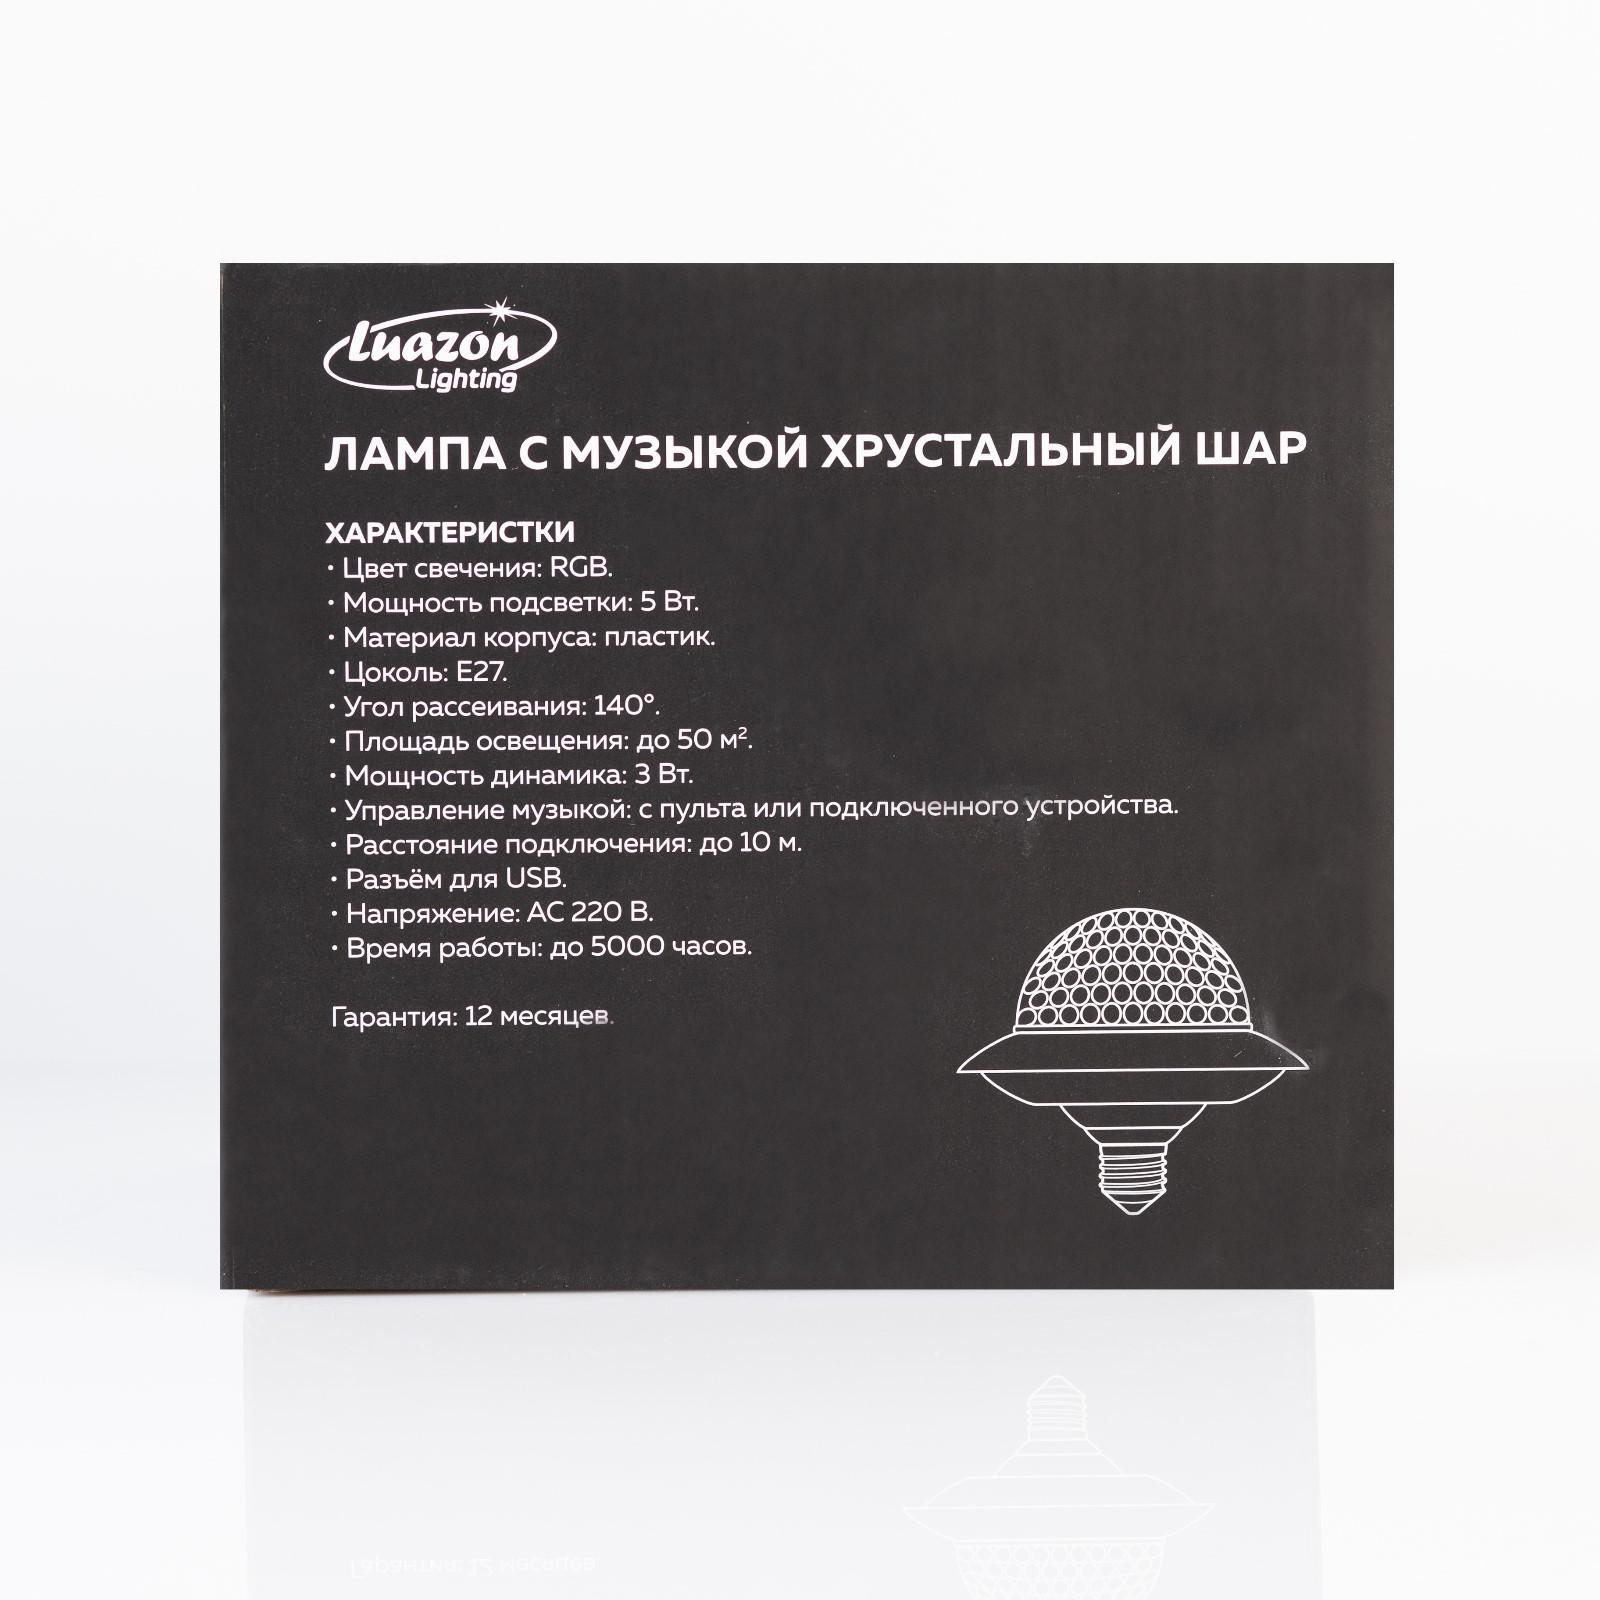 Luazon
Lighting
ЛАМПА С МУЗЫКОЙ ХРУСТАЛЬНЫЙ ШАР
ХАРАКТЕРИСТКИ
• Цвет свечения: RGB.
• Мощность подсветки: 5 Вт.
• Материал корпуса: пластик.
• Цоколь: E27.
• Угол рассеивания: 140°.
• Площадь освещения: до 50 м².
• Мощность динамика: 3 Вт.
• Управление музыкой: с пульта или подключенного устройства.
• Расстояние подключения: до 10 м.
• Разъём для USB.
• Напряжение: AC 220 В.
• Время работы: до 5000 часов.
Гарантия: 12 месяцев.